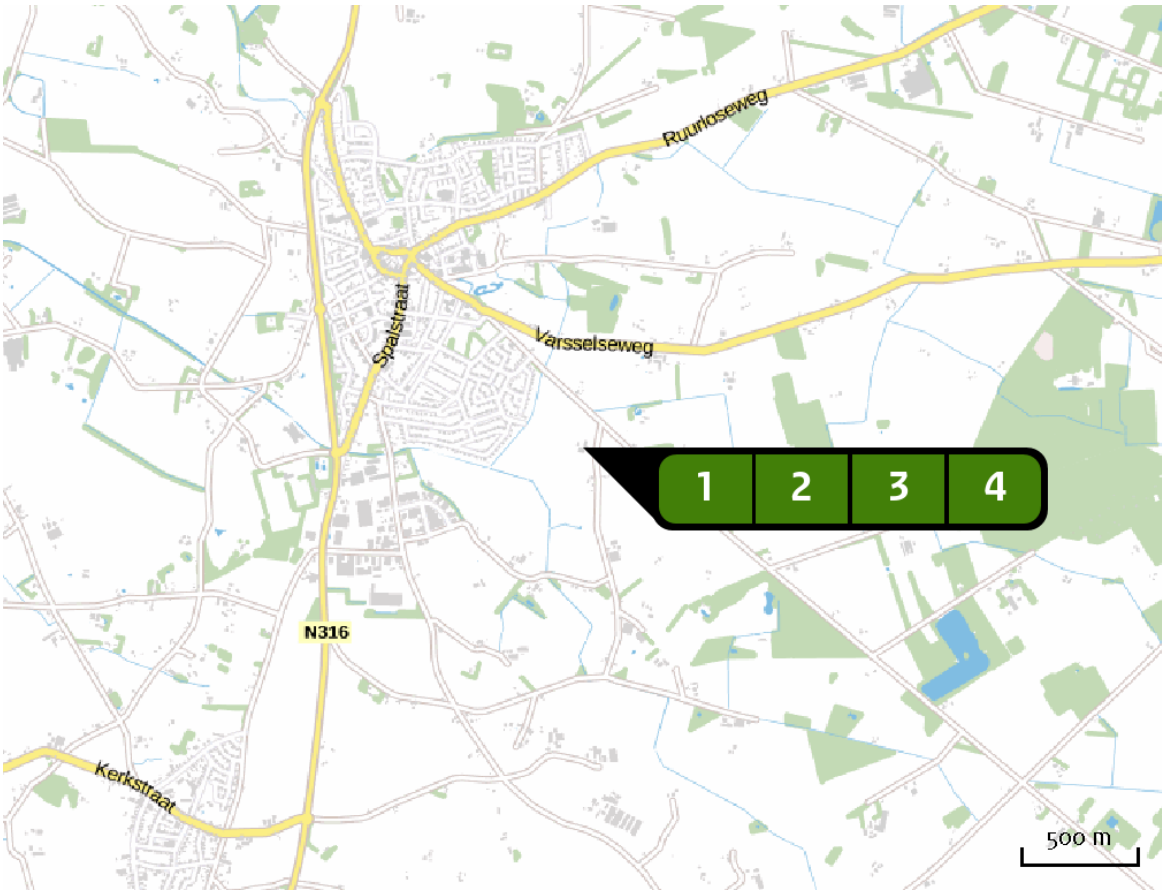 Ruurloseweg
Spalstraat
Varsselseweg
1 2 3 4
N316
Kerkstraat
500 m